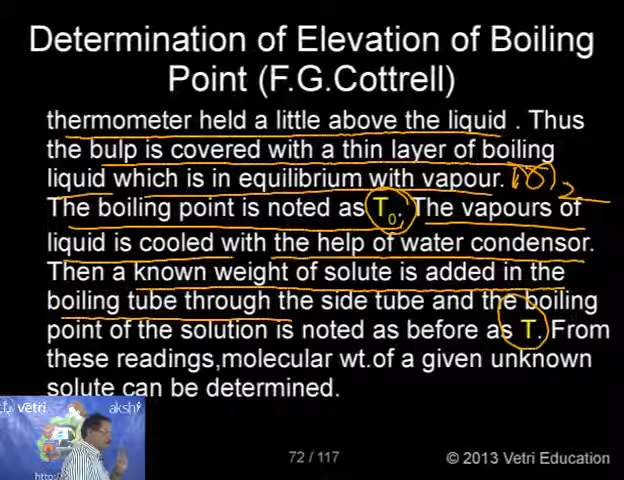 Determination of Elevation of Boiling
Point (F.G.Cottrell)
thermometer held a little above the liquid . Thus
the bulp is covered with a thin layer of boiling
liquid which is in equilibrium with vapour.
The boiling point is noted as T₀. The vapours of
liquid is cooled with the help of water condensor.
Then a known weight of solute is added in the
boiling tube through the side tube and the boiling
point of the solution is noted as before as T. From
these readings,molecular wt.of a given unknown
solute can be determined.
vetri
akshi
http:
72 / 117
© 2013 Vetri Education